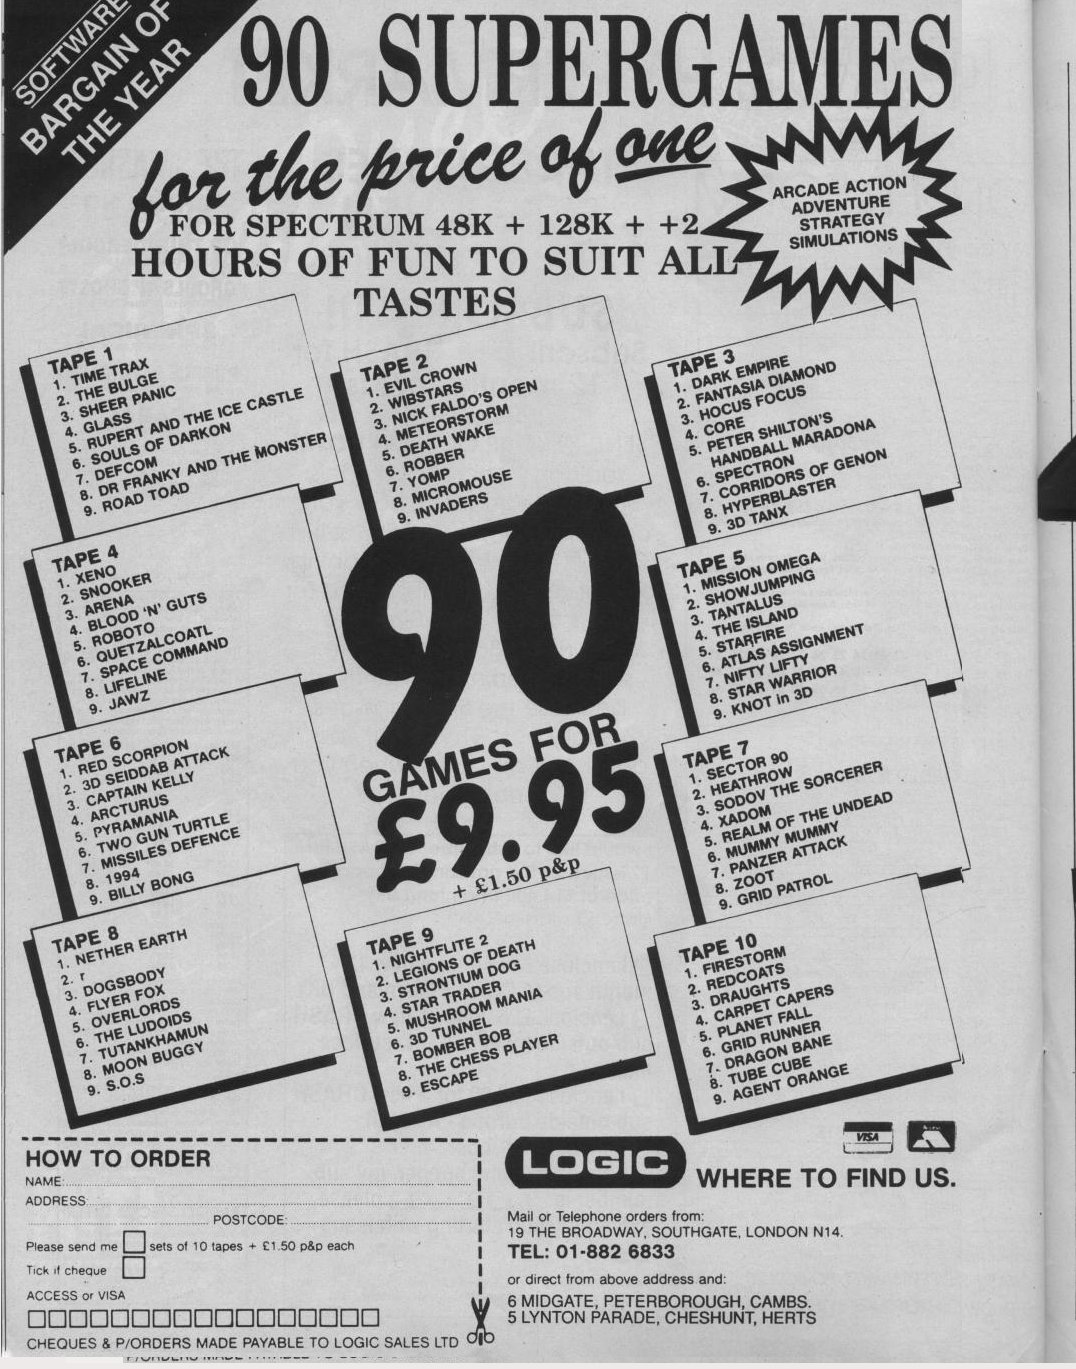 SOFTWARE
BARGAIN OF
THE YEAR
90 SUPERGAMES
for the price of one
FOR SPECTRUM 48K + 128K + +2
HOURS OF FUN TO SUIT ALL
TASTES
ARCADE ACTION
ADVENTURE
STRATEGY
SIMULATIONS
TAPE 1
1. TIME TRAX
2. THE BULGE
3. SHEER PANIC
4. GLASS
5. RUPERT AND THE ICE CASTLE
6. SOULS OF DARKON
7. DEFCOM
8. DR FRANKY AND THE MONSTER
9. ROAD TOAD
TAPE 2
1. EVIL CROWN
2. WIBSTARS
3. NICK FALDO'S OPEN
4. METEORSTORM
5. DEATH WAKE
6. ROBBER
7. YOMP
8. MICROMOUSE
9. INVADERS
TAPE 3
1. DARK EMPIRE
2. FANTASIA DIAMOND
3. HOCUS FOCUS
4. CORE
5. PETER SHILTON'S
HANDBALL MARADONA
6. SPECTRON
7. CORRIDORS OF GENON
8. HYPERBLASTER
9. 3D TANX
TAPE 4
1. XENO
2. SNOOKER
3. ARENA
4. BLOOD 'N' GUTS
5. ROBOTO
6. QUETZALCOATL
7. SPACE COMMAND
8. LIFELINE
9. JAWZ
TAPE 5
1. MISSION OMEGA
2. SHOWJUMPING
3. TANTALUS
4. THE ISLAND
5. STARFIRE
6. ATLAS ASSIGNMENT
7. NIFTY LIFTY
8. STAR WARRIOR
9. KNOT in 3D
90
GAMES FOR
£9.95
+ £1.50 p&p
TAPE 6
1. RED SCORPION
2. 3D SEIDDAB ATTACK
3. CAPTAIN KELLY
4. ARCTURUS
5. PYRAMANIA
6. TWO GUN TURTLE
7. MISSILES DEFENCE
8. 1994
9. BILLY BONG
TAPE 7
1. SECTOR 90
2. HEATHROW
3. SODOV THE SORCERER
4. XADOM
5. REALM OF THE UNDEAD
6. MUMMY MUMMY
7. PANZER ATTACK
8. ZOOT
9. GRID PATROL
TAPE 8
1. NETHER EARTH
2. r
3. DOGSBODY
4. FLYER FOX
5. OVERLORDS
6. THE LUDOIDS
7. TUTANKHAMUN
8. MOON BUGGY
9. S.O.S
TAPE 9
1. NIGHTFLITE 2
2. LEGIONS OF DEATH
3. STRONTIUM DOG
4. STAR TRADER
5. MUSHROOM MANIA
6. 3D TUNNEL
7. BOMBER BOB
8. THE CHESS PLAYER
9. ESCAPE
TAPE 10
1. FIRESTORM
2. REDCOATS
3. DRAUGHTS
4. CARPET CAPERS
5. PLANET FALL
6. GRID RUNNER
7. DRAGON BANE
8. TUBE CUBE
9. AGENT ORANGE
HOW TO ORDER
NAME:
ADDRESS
POSTCODE:
Please send me sets of 10 tapes + £1.50 p&p each
Tick if cheque
ACCESS or VISA
CHEQUES & P/ORDERS MADE PAYABLE TO LOGIC SALES LTD
VISA
LOGIC
WHERE TO FIND US.
Mail or Telephone orders from:
19 THE BROADWAY, SOUTHGATE, LONDON N14.
TEL: 01-882 6833
or direct from above address and:
6 MIDGATE, PETERBOROUGH, CAMBS.
5 LYNTON PARADE, CHESHUNT, HERTS